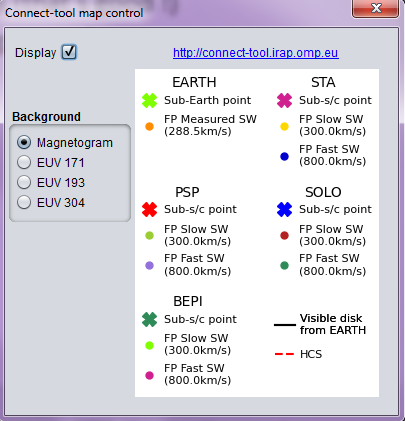 Connect-tool map control
Display
http://connect-tool.irap.omp.eu
Background
Magnetogram
EUV 171
EUV 193
EUV 304
EARTH
Sub-Earth point
FP Measured SW
(288.5km/s)
STA
Sub-s/c point
FP Slow SW
(300.0km/s)
FP Fast SW
(800.0km/s)
PSP
Sub-s/c point
FP Slow SW
(300.0km/s)
FP Fast SW
(800.0km/s)
SOLO
Sub-s/c point
FP Slow SW
(300.0km/s)
FP Fast SW
(800.0km/s)
BEPI
Sub-s/c point
FP Slow SW
(300.0km/s)
FP Fast SW
(800.0km/s)
Visible disk
from EARTH
HCS